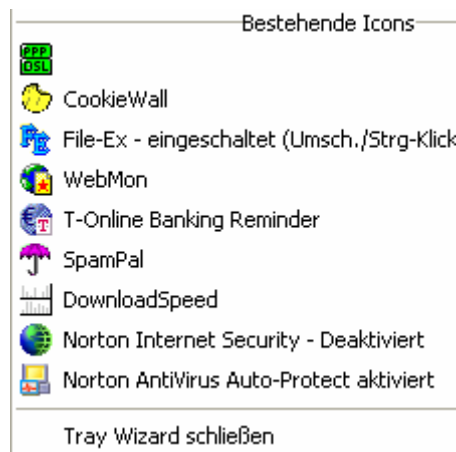 Bestehende Icons
PPP
DSL
CookieWall
File-Ex - eingeschaltet (Umsch./Strg-Klick
WebMon
T-Online Banking Reminder
SpamPal
DownloadSpeed
Norton Internet Security - Deaktiviert
Norton AntiVirus Auto-Protect aktiviert
Tray Wizard schließen